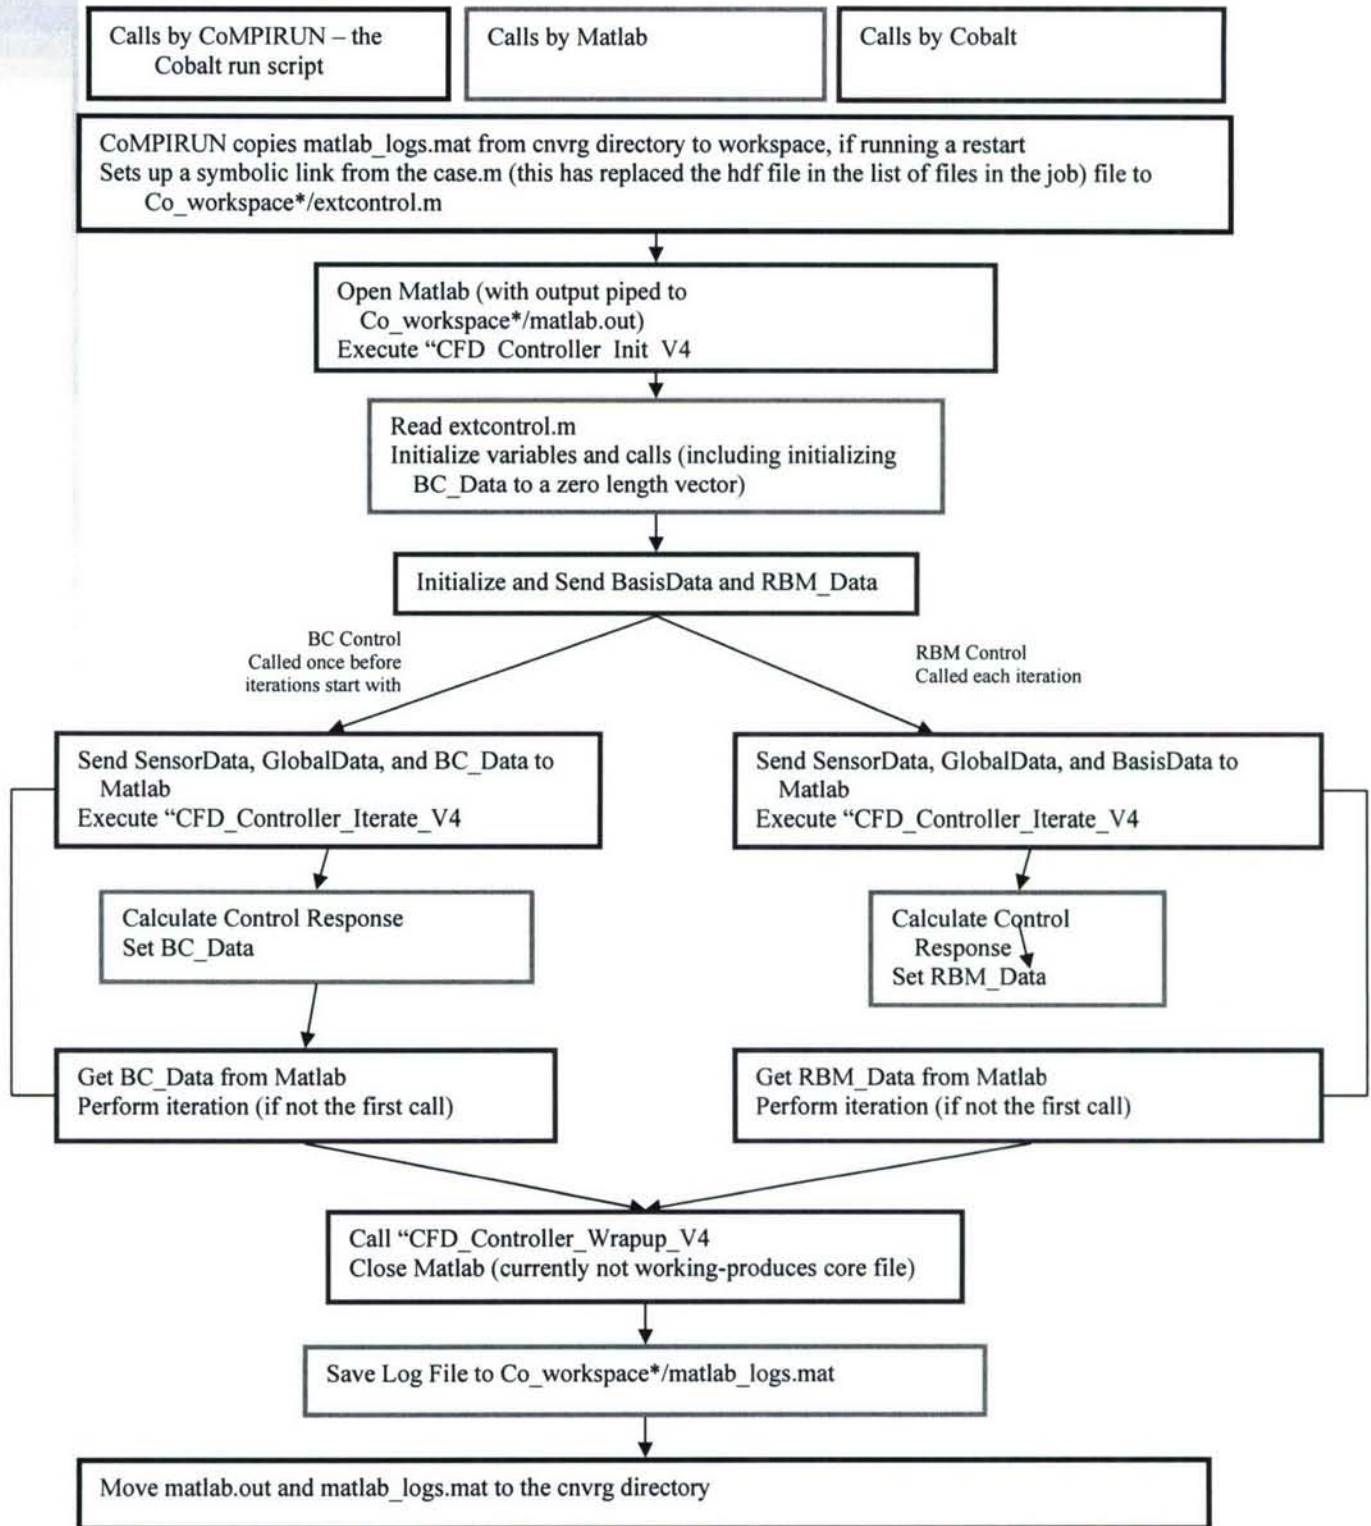 Calls by CoMPIRUN – the
Cobalt run script
Calls by Matlab
Calls by Cobalt
CoMPIRUN copies matlab_logs.mat from cnvrg directory to workspace, if running a restart
Sets up a symbolic link from the case.m (this has replaced the hdf file in the list of files in the job) file to
Co_workspace*/extcontrol.m
Open Matlab (with output piped to
Co_workspace*/matlab.out)
Execute “CFD_Controller_Init_V4
Read extcontrol.m
Initialize variables and calls (including initializing
BC_Data to a zero length vector)
Initialize and Send BasisData and RBM_Data
BC Control
Called once before
iterations start with
RBM Control
Called each iteration
Send SensorData, GlobalData, and BC_Data to
Matlab
Execute “CFD_Controller_Iterate_V4
Send SensorData, GlobalData, and BasisData to
Matlab
Execute “CFD_Controller_Iterate_V4
Calculate Control Response
Set BC_Data
Calculate Control
Response
Set RBM_Data
Get BC_Data from Matlab
Perform iteration (if not the first call)
Get RBM_Data from Matlab
Perform iteration (if not the first call)
Call “CFD_Controller_Wrapup_V4
Close Matlab (currently not working-produces core file)
Save Log File to Co_workspace*/matlab_logs.mat
Move matlab.out and matlab_logs.mat to the cnvrg directory